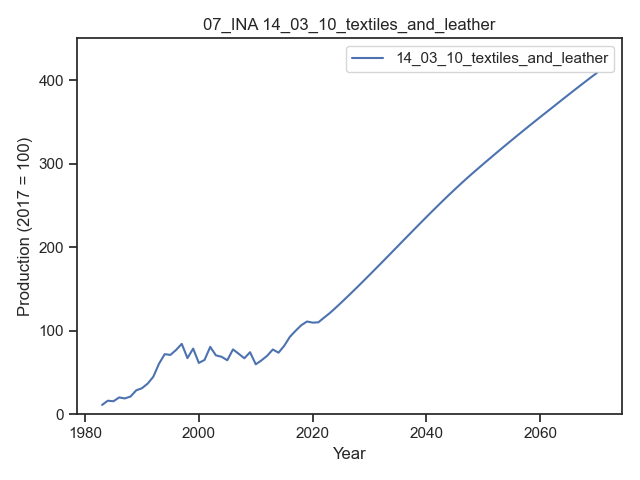 07_INA 14_03_10_textiles_and_leather
14_03_10_textiles_and_leather
Production (2017 = 100)
400
300
200
100
0
1980
2000
2020
2040
2060
Year